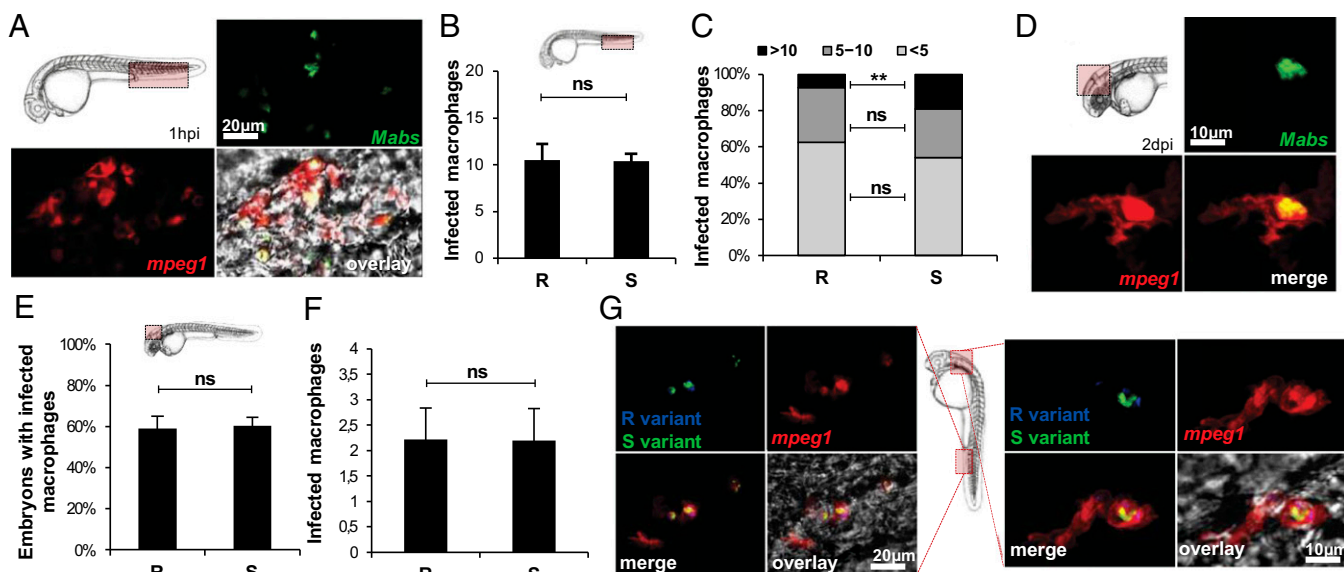 A
1hpi
20µm
Mabs
mpeg1
overlay
B
Infected macrophages
20
15
10
5
0
ns
R
S
C
>10
5–10
<5
Infected macrophages
100%
80%
60%
40%
20%
0%
**
ns
ns
R
S
D
2dpi
10µm
Mabs
mpeg1
merge
E
Embryons with infected
macrophages
100%
80%
60%
40%
20%
0%
ns
R
S
F
Infected macrophages
4
3,5
3
2,5
2
1,5
1
0,5
0
ns
R
S
G
R variant
S variant
mpeg1
merge
overlay
20µm
R variant
S variant
mpeg1
merge
overlay
10µm